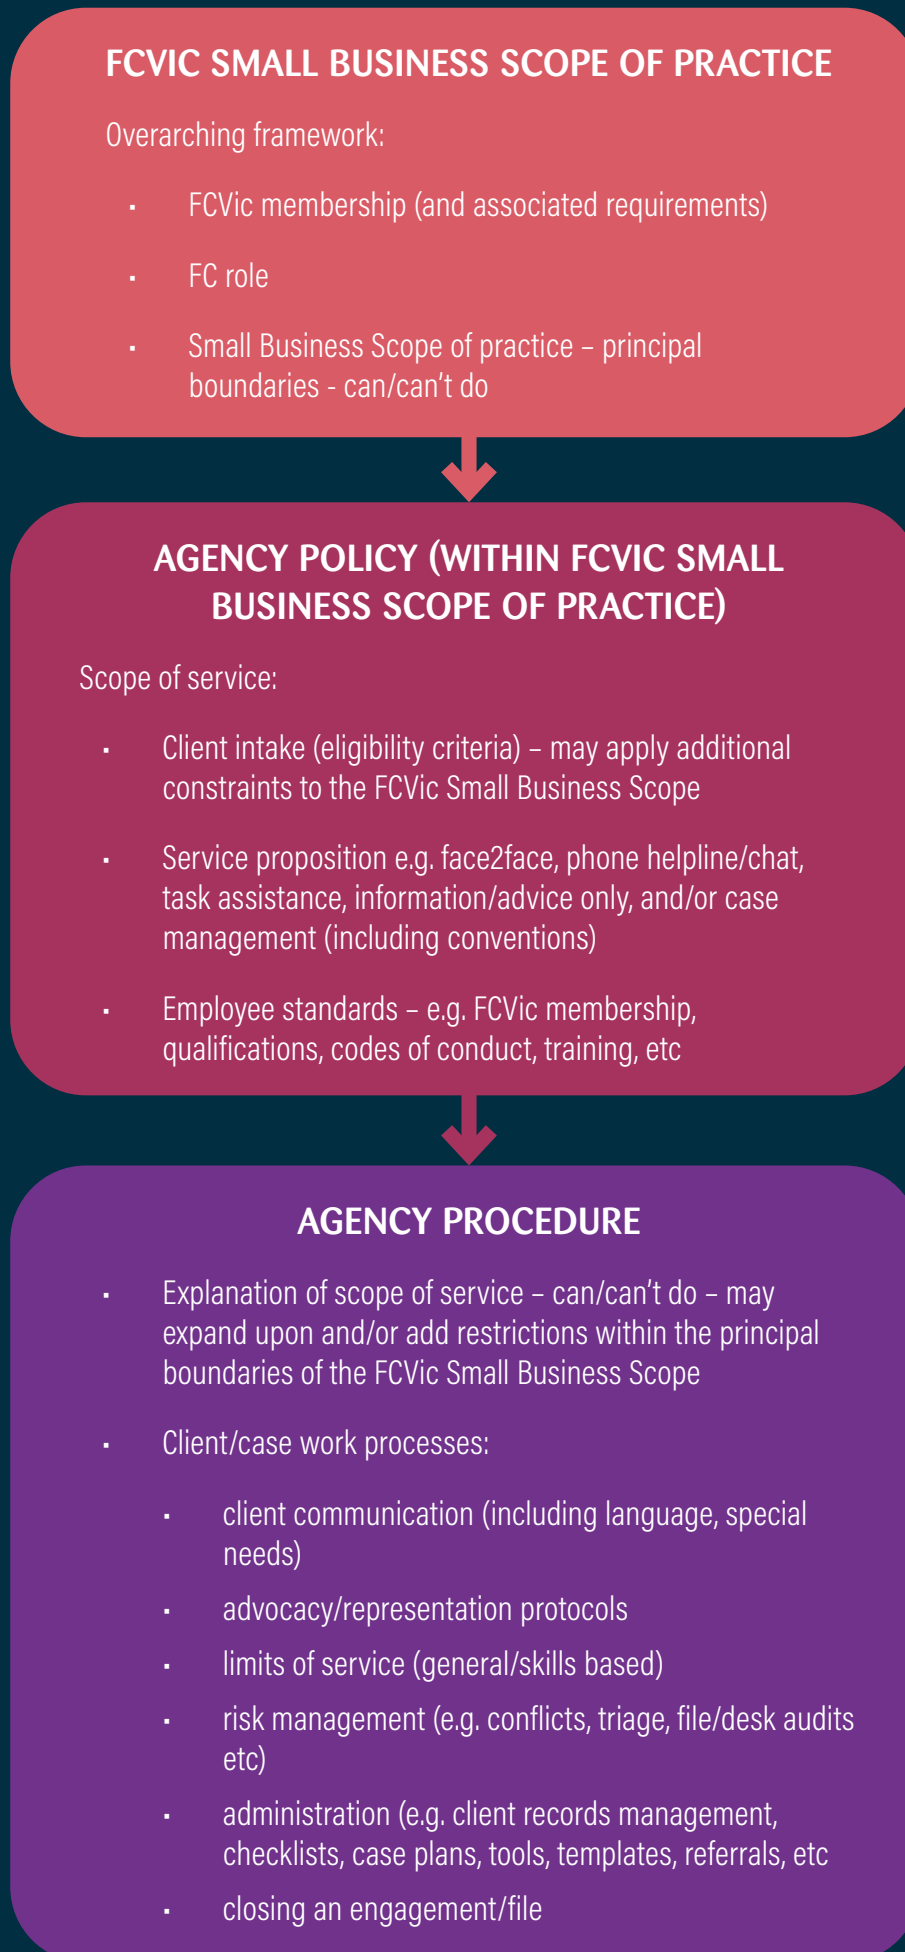 FCVIC SMALL BUSINESS SCOPE OF PRACTICE
Overarching framework:
▪ FCVic membership (and associated requirements)
▪ FC role
▪ Small Business Scope of practice – principal
boundaries - can/can't do
AGENCY POLICY (WITHIN FCVIC SMALL
BUSINESS SCOPE OF PRACTICE)
Scope of service:
▪ Client intake (eligibility criteria) – may apply additional
constraints to the FCVic Small Business Scope
▪ Service proposition e.g. face2face, phone helpline/chat,
task assistance, information/advice only, and/or case
management (including conventions)
▪ Employee standards – e.g. FCVic membership,
qualifications, codes of conduct, training, etc
AGENCY PROCEDURE
▪ Explanation of scope of service – can/can't do – may
expand upon and/or add restrictions within the principal
boundaries of the FCVic Small Business Scope
▪ Client/case work processes:
▪ client communication (including language, special
needs)
▪ advocacy/representation protocols
▪ limits of service (general/skills based)
▪ risk management (e.g. conflicts, triage, file/desk audits
etc)
▪ administration (e.g. client records management,
checklists, case plans, tools, templates, referrals, etc
▪ closing an engagement/file